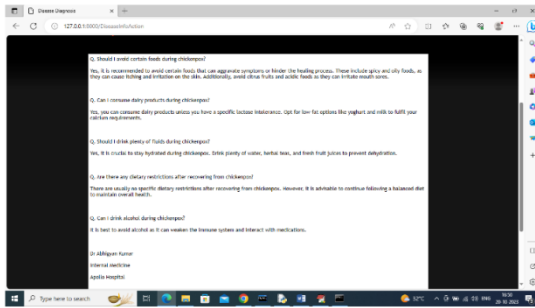 Disease Diagnosis
127.0.0.1:5000/DiseaseInfoAction
Q. Should I avoid certain foods during chickenpox?
Yes, it is recommended to avoid certain foods that can aggravate symptoms or hinder the healing process. These include spicy and oily foods, as
they can cause itching and irritation on the skin. Additionally, avoid citrus fruits and acidic foods as they can irritate mouth sores.
Q. Can I consume dairy products during chickenpox?
Yes, you can consume dairy products unless you have a specific lactose intolerance. Opt for low-fat options like yoghurt and milk to fulfil your
calcium requirements.
Q. Should I drink plenty of fluids during chickenpox?
Yes, it is crucial to stay hydrated during chickenpox. Drink plenty of water, herbal teas, and fresh fruit juices to prevent dehydration.
Q. Are there any dietary restrictions after recovering from chickenpox?
There are usually no specific dietary restrictions after recovering from chickenpox. However, it is advisable to continue following a balanced diet
to maintain overall health.
Q. Can I drink alcohol during chickenpox?
It is best to avoid alcohol as it can weaken the immune system and interact with medications.
Dr Abhigyan Kumar
Internal Medicine
Apollo Hospital
Type here to search
32°C
ENG